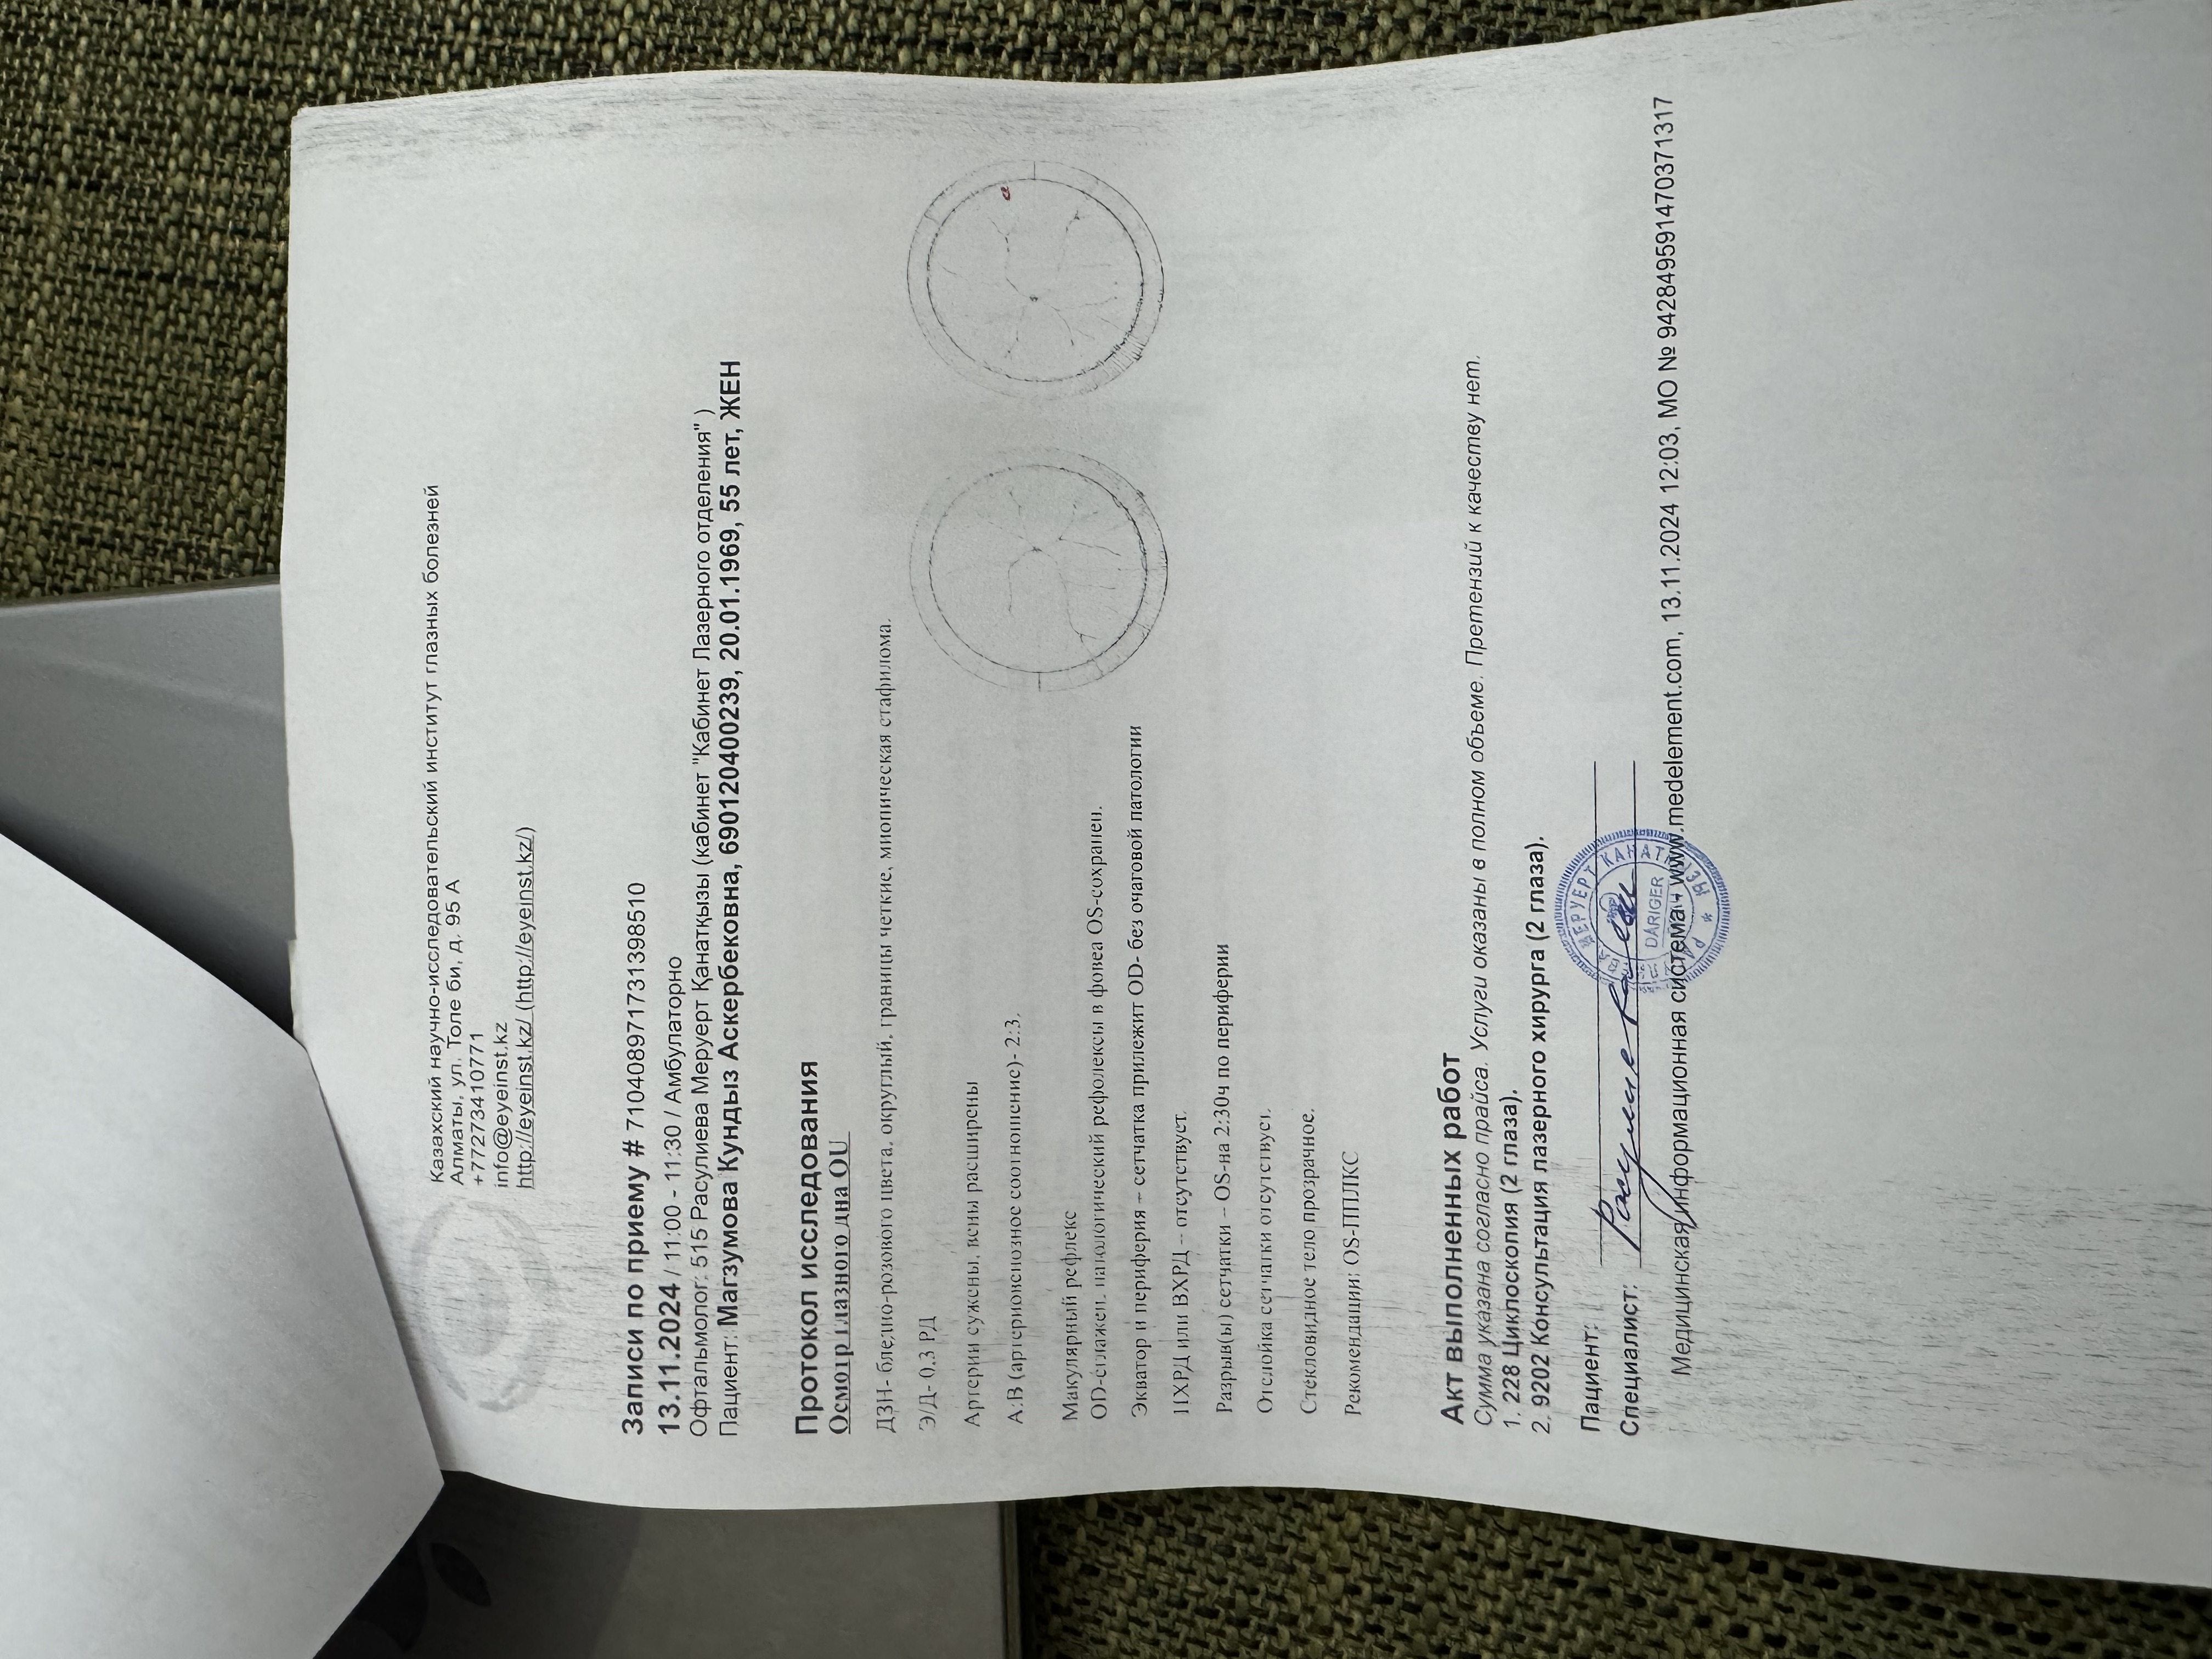 Казахский научно-исследовательский институт глазных болезней
Алматы, ул. Толе би, д. 95 А
+77273410771
info@eyeinst.kz
http://eyeinst.kz/ (http://eyeinst.kz/)
Записи по приему # 710408971731398510
13.11.2024 / 11:00 - 11:30 / Амбулаторно
Офтальмолог: 515 Расулиева Меруерт Қанатқызы (кабинет "Кабинет Лазерного отделения" )
Пациент: Магзумова Кундыз Аскербековна, 690120400239, 20.01.1969, 55 лет, ЖЕН
Протокол исследования
Осмотр глазного дна OU
ДЗН- бледно-розового цвета, округлый, границы четкие, миопическая стафилома.
Э/Д- 0,3 РД
Артерии сужены, вены расширены
А:В (артериовенозное соотношение)- 2:3.
Макулярный рефлекс
OD-сглажен, патологический рефолексы в фовеа OS-сохранен.
Экватор и периферия – сетчатка прилежит OD- без очаговой патологии
ПХРД или ВХРД – отсутствует.
Разрыв(ы) сетчатки – OS-на 2:30ч по периферии
Отслойка сетчатки отсутствует.
Стекловидное тело прозрачное.
Рекомендации: OS-ППЛКС
Акт выполненных работ
Сумма указана согласно прайса. Услуги оказаны в полном объеме. Претензий к качеству нет.
1. 228 Циклоскопия (2 глаза).
2. 9202 Консультация лазерного хирурга (2 глаза).
Пациент:
Специалист: Расулиева
МЕРУЕРТ ҚАНАТҚЫЗЫ
DÁRIGER
Медицинская информационная система - www.medelement.com, 13.11.2024 12:03, МО № 942849591470371317